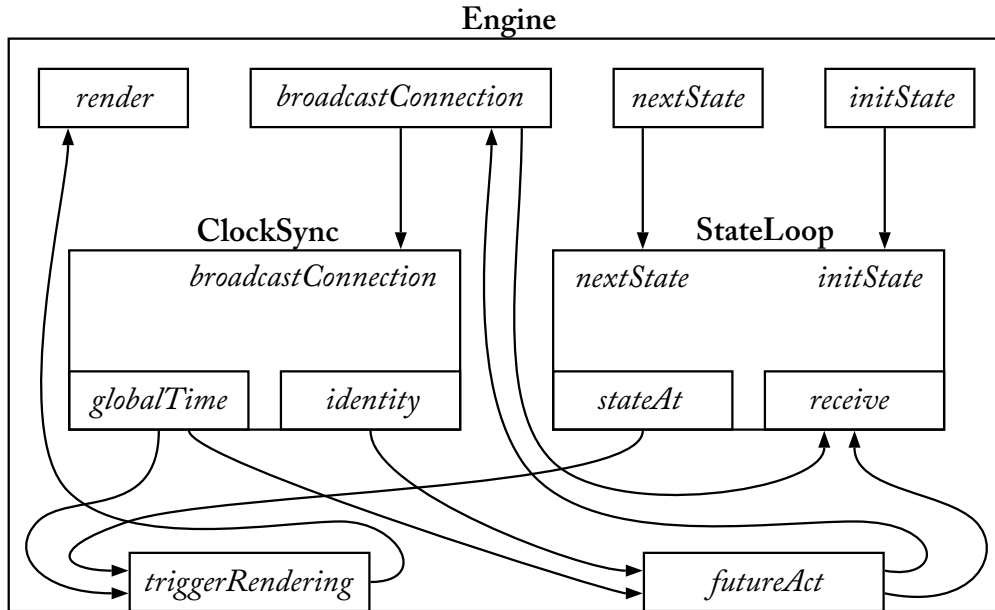 Engine
render
broadcastConnection
nextState
initState
ClockSync
StateLoop
broadcastConnection
nextState
initState
globalTime
identity
stateAt
receive
triggerRendering
futureAct